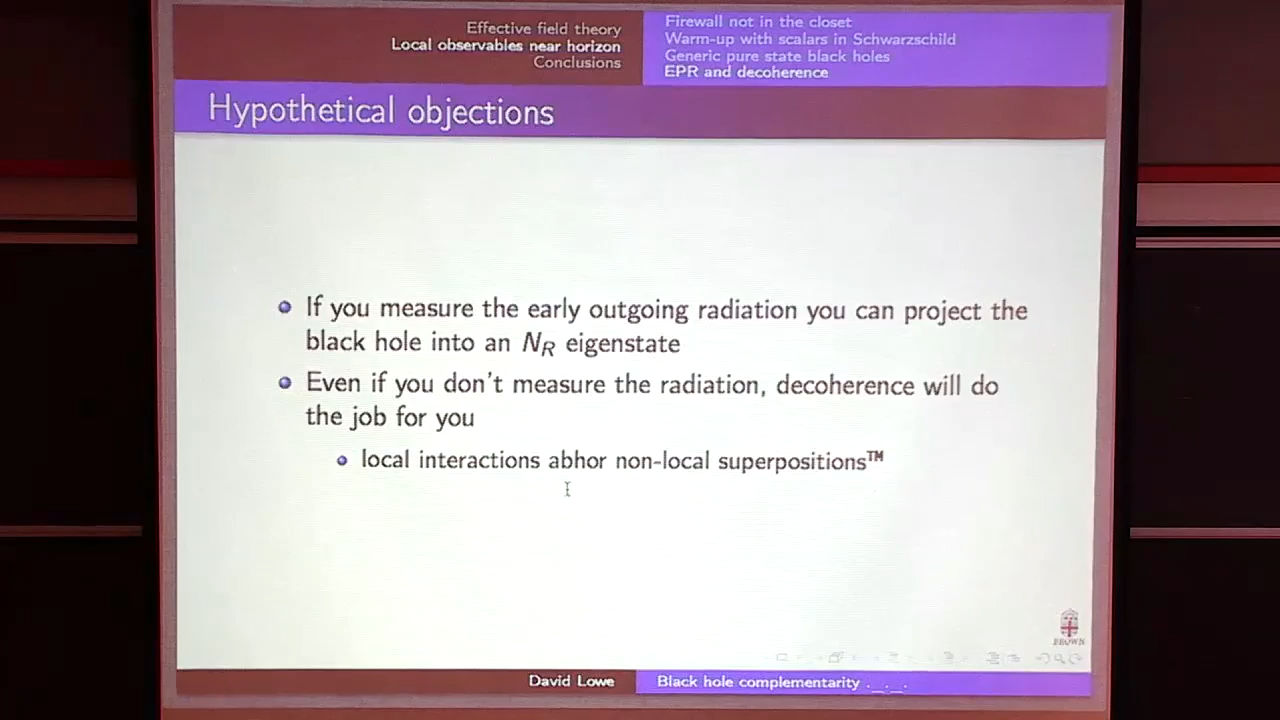 Effective field theory
Local observables near horizon
Conclusions
Firewall not in the closet
Warm-up with scalars in Schwarzschild
Generic pure state black holes
EPR and decoherence
Hypothetical objections
If you measure the early outgoing radiation you can project the
black hole into an N_R eigenstate
Even if you don't measure the radiation, decoherence will do
the job for you
local interactions abhor non-local superpositions™
BROWN
David Lowe
Black hole complementarity . . .